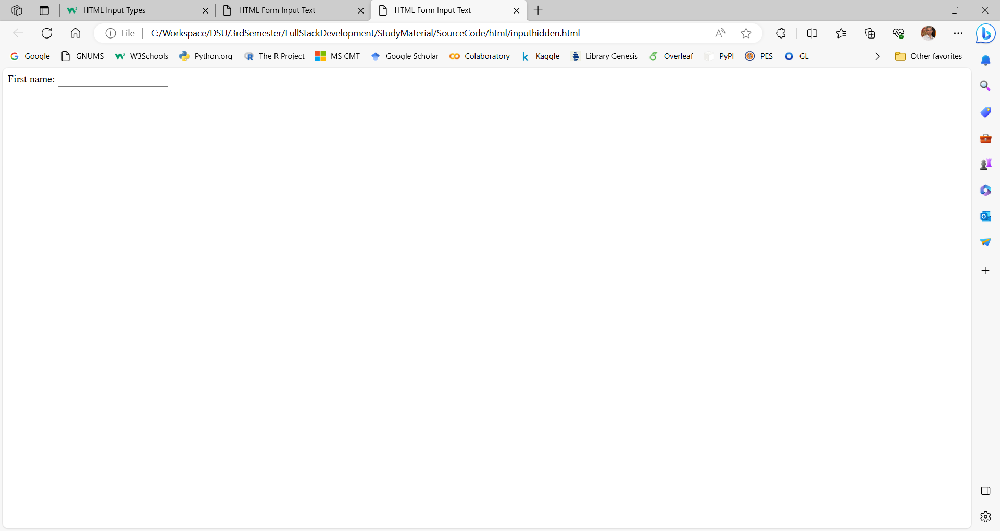 HTML Input Types
HTML Form Input Text
HTML Form Input Text
File
C:/Workspace/DSU/3rdSemester/FullStackDevelopment/StudyMaterial/SourceCode/html/inputhidden.html
Google GNUMS W3Schools Python.org The R Project MS CMT Google Scholar Colaboratory Kaggle Library Genesis Overleaf PyPI PES GL Other favorites
First name: